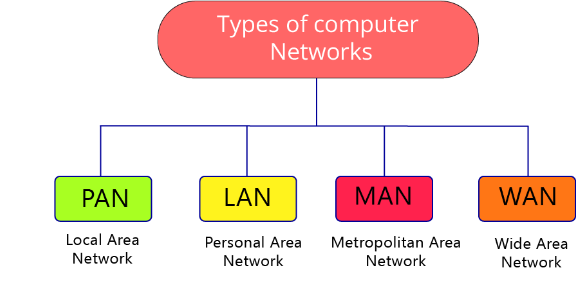 Types of computer
Networks
PAN
LAN
MAN
WAN
Local Area
Network
Personal Area
Network
Metropolitan Area
Network
Wide Area
Network